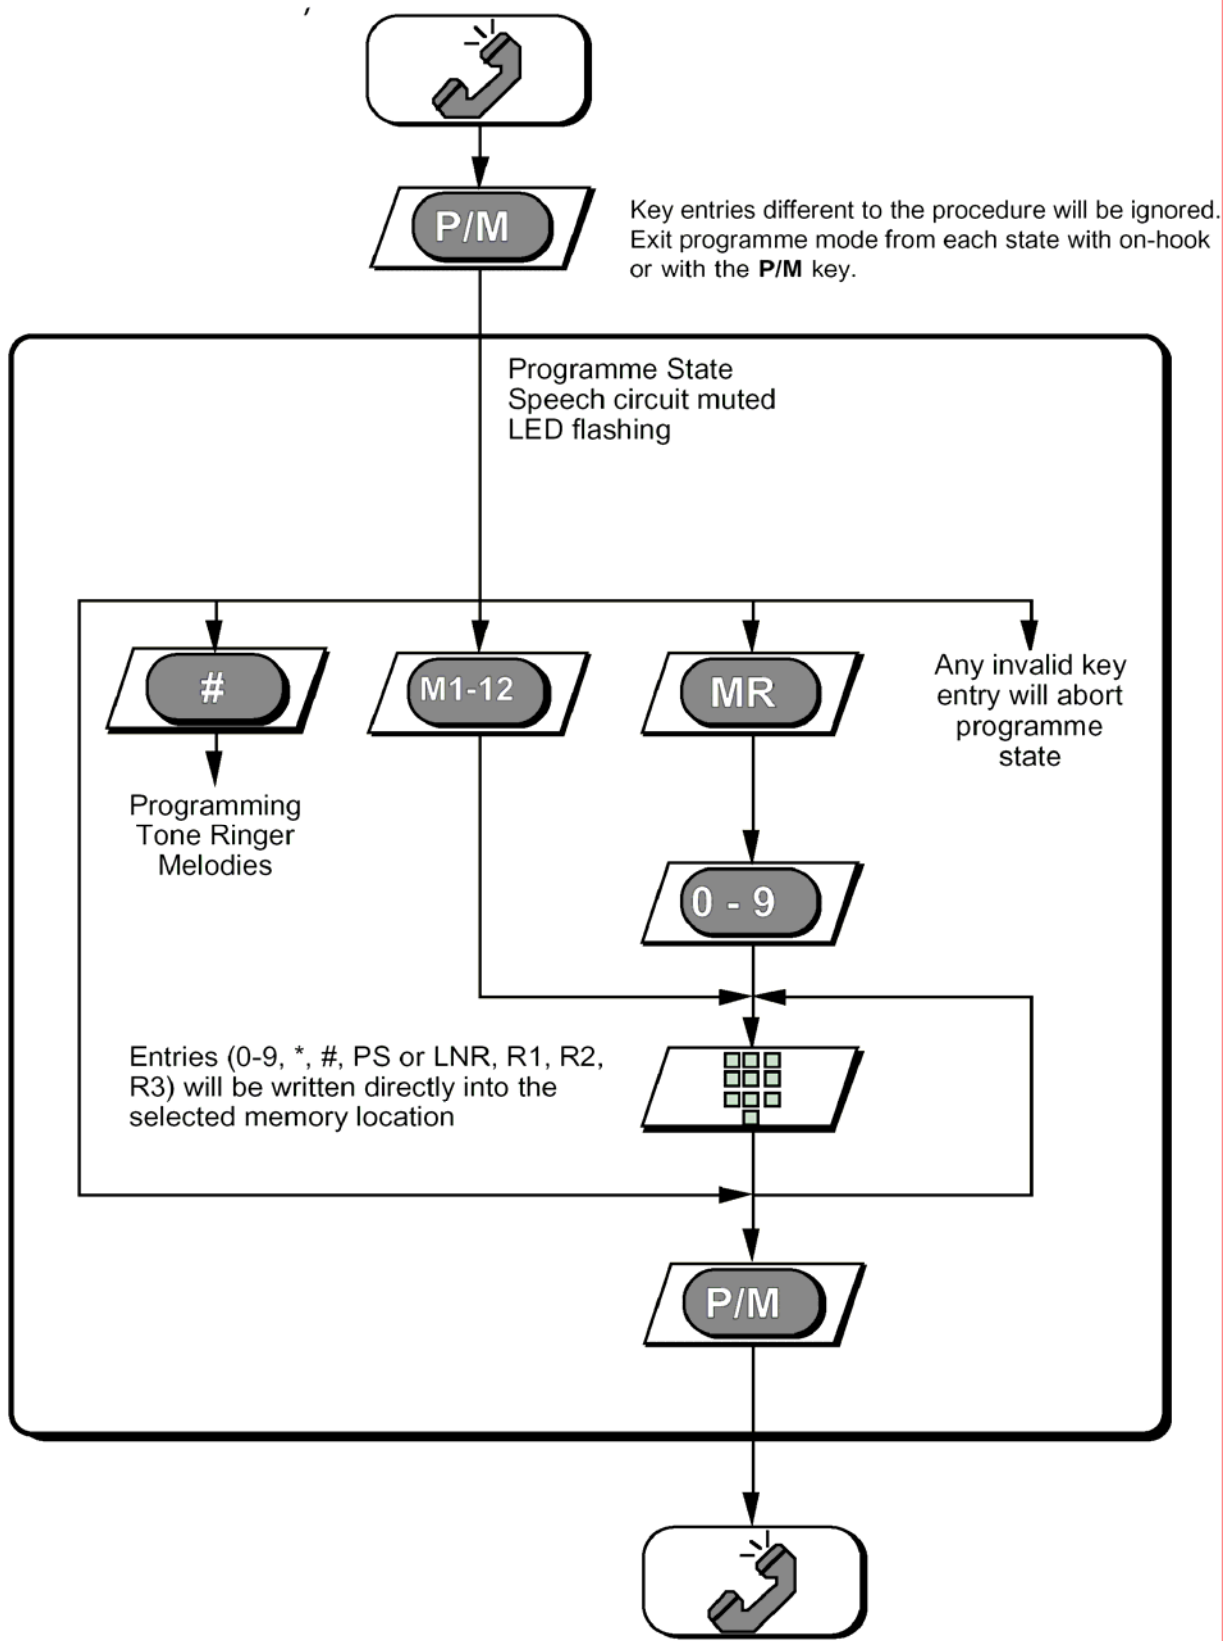 P/M
Key entries different to the procedure will be ignored.
Exit programme mode from each state with on-hook
or with the P/M key.
Programme State
Speech circuit muted
LED flashing
#
M1-12
MR
Any invalid key
entry will abort
programme
state
Programming
Tone Ringer
Melodies
0 - 9
Entries (0-9, *, #, PS or LNR, R1, R2,
R3) will be written directly into the
selected memory location
P/M